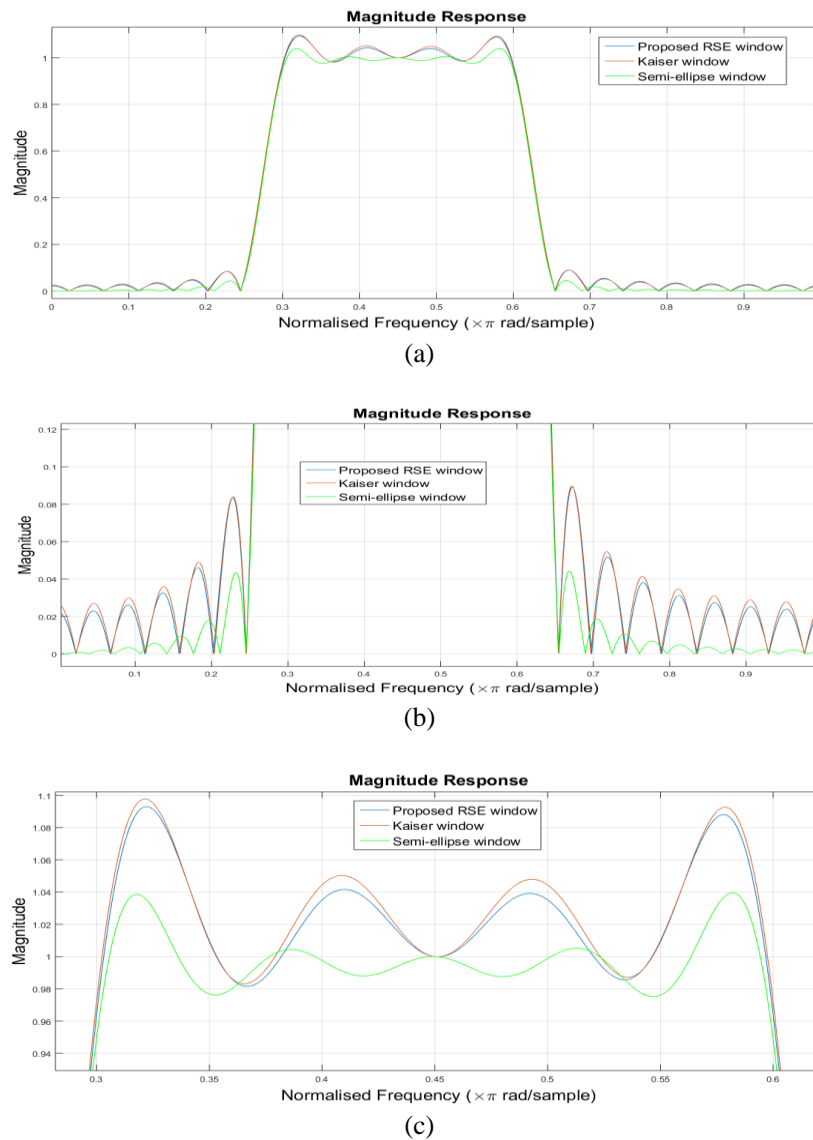 Magnitude Response
Magnitude
1
0.8
0.6
0.4
0.2
0
Proposed RSE window
Kaiser window
Semi-ellipse window
0 0.1 0.2 0.3 0.4 0.5 0.6 0.7 0.8 0.9
Normalised Frequency (×π rad/sample)
(a)
Magnitude Response
Magnitude
0.12
0.1
0.08
0.06
0.04
0.02
0
Proposed RSE window
Kaiser window
Semi-ellipse window
0.1 0.2 0.3 0.4 0.5 0.6 0.7 0.8 0.9
Normalised Frequency (×π rad/sample)
(b)
Magnitude Response
Magnitude
1.1
1.08
1.06
1.04
1.02
1
0.98
0.96
0.94
Proposed RSE window
Kaiser window
Semi-ellipse window
0.3 0.35 0.4 0.45 0.5 0.55 0.6
Normalised Frequency (×π rad/sample)
(c)